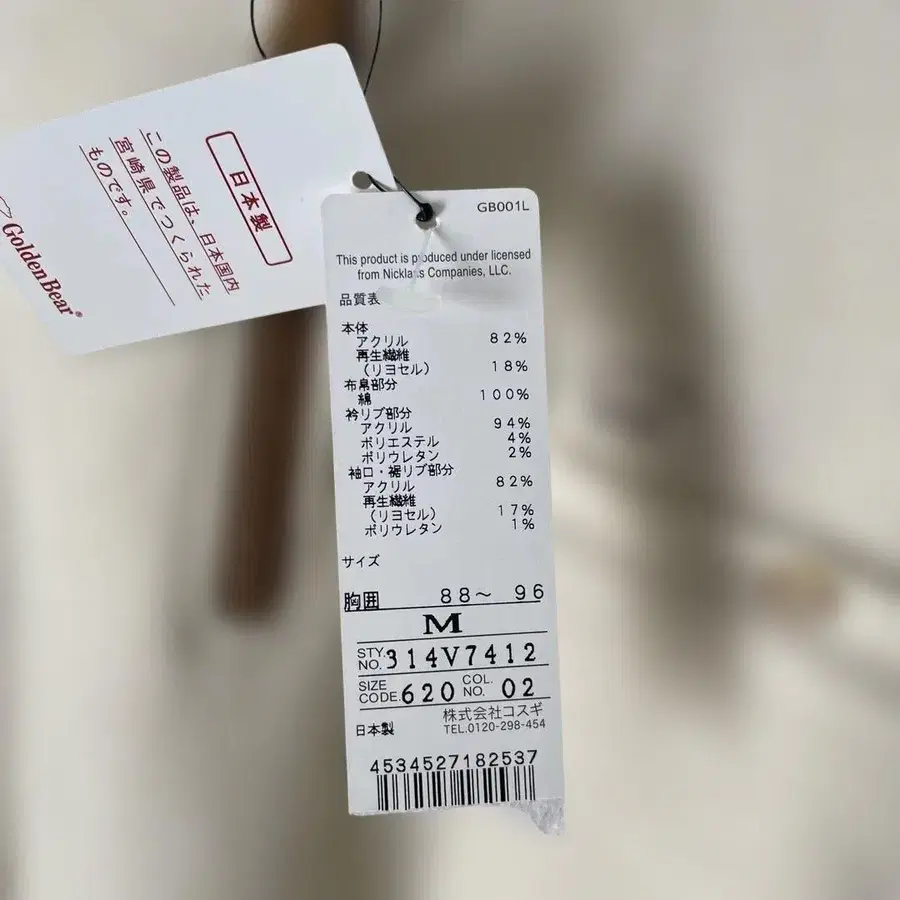 日本製
この製品は、日本国内
宮崎県でつくられた
ものです。
GoldenBear®
GB001L
This product is produced under licensed
from Nicklaus Companies, LLC.
品質表
本体
アクリル 82%
再生繊維
(リヨセル) 18%
布帛部分
綿 100%
衿リブ部分
アクリル 94%
ポリエステル 4%
ポリウレタン 2%
袖口・裾リブ部分
アクリル 82%
再生繊維
(リヨセル) 17%
ポリウレタン 1%
サイズ
胸囲 88~ 96
M
STY. NO. 314V7412
SIZE CODE. 620 COL. NO. 02
日本製 株式会社コスギ
TEL.0120-298-454
4534527182537